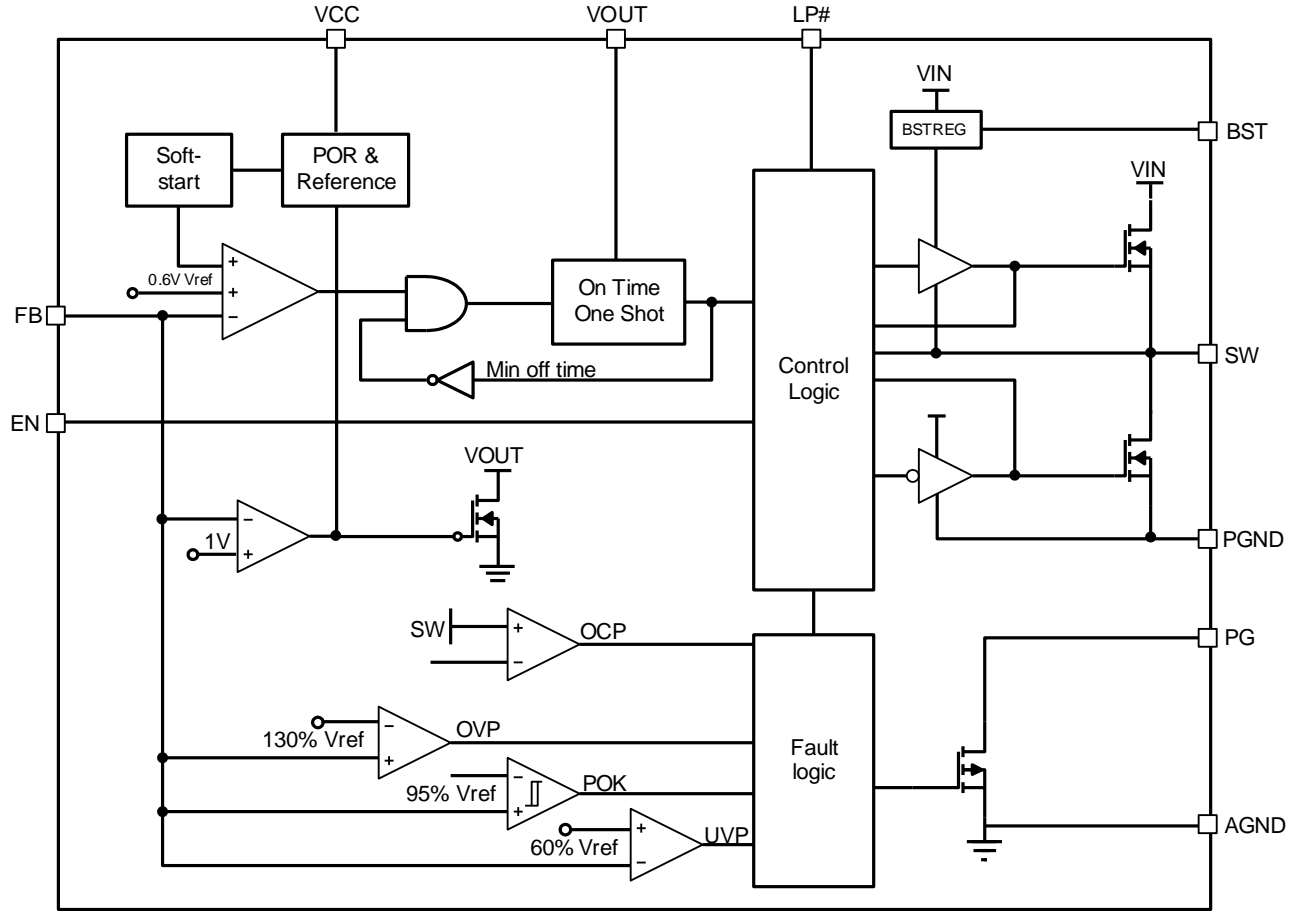 VCC
VOUT
LP#
VIN
BSTREG
BST
Soft-
start
POR &
Reference
VIN
0.6V Vref
+
+
−
On Time
One Shot
FB
Min off time
Control
Logic
SW
EN
VOUT
−
1V
+
PGND
SW
+
−
OCP
PG
130% Vref
−
+
OVP
Fault
logic
95% Vref
−
+
POK
60% Vref
+
−
UVP
AGND